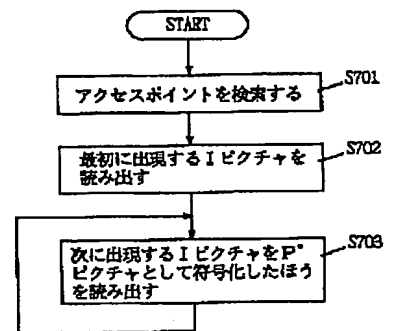 START
アクセスポイントを検索する
S701
最初に出現するIピクチャを
S702
読み出す
次に出現するIピクチャをP*
S703
ピクチャとして符号化したほう
を読み出す